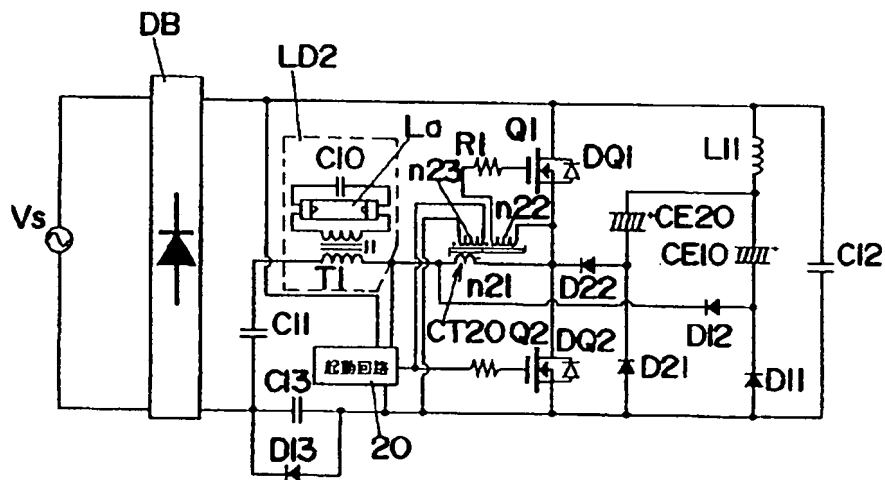 DB
LD2
La
C10
R1
Q1
DQ1
L11
n23
n22
CE20
Vs
CE10
C12
T1
n21
D22
C11
CT20
Q2
DQ2
D12
起動回路
D21
D11
C13
20
D13